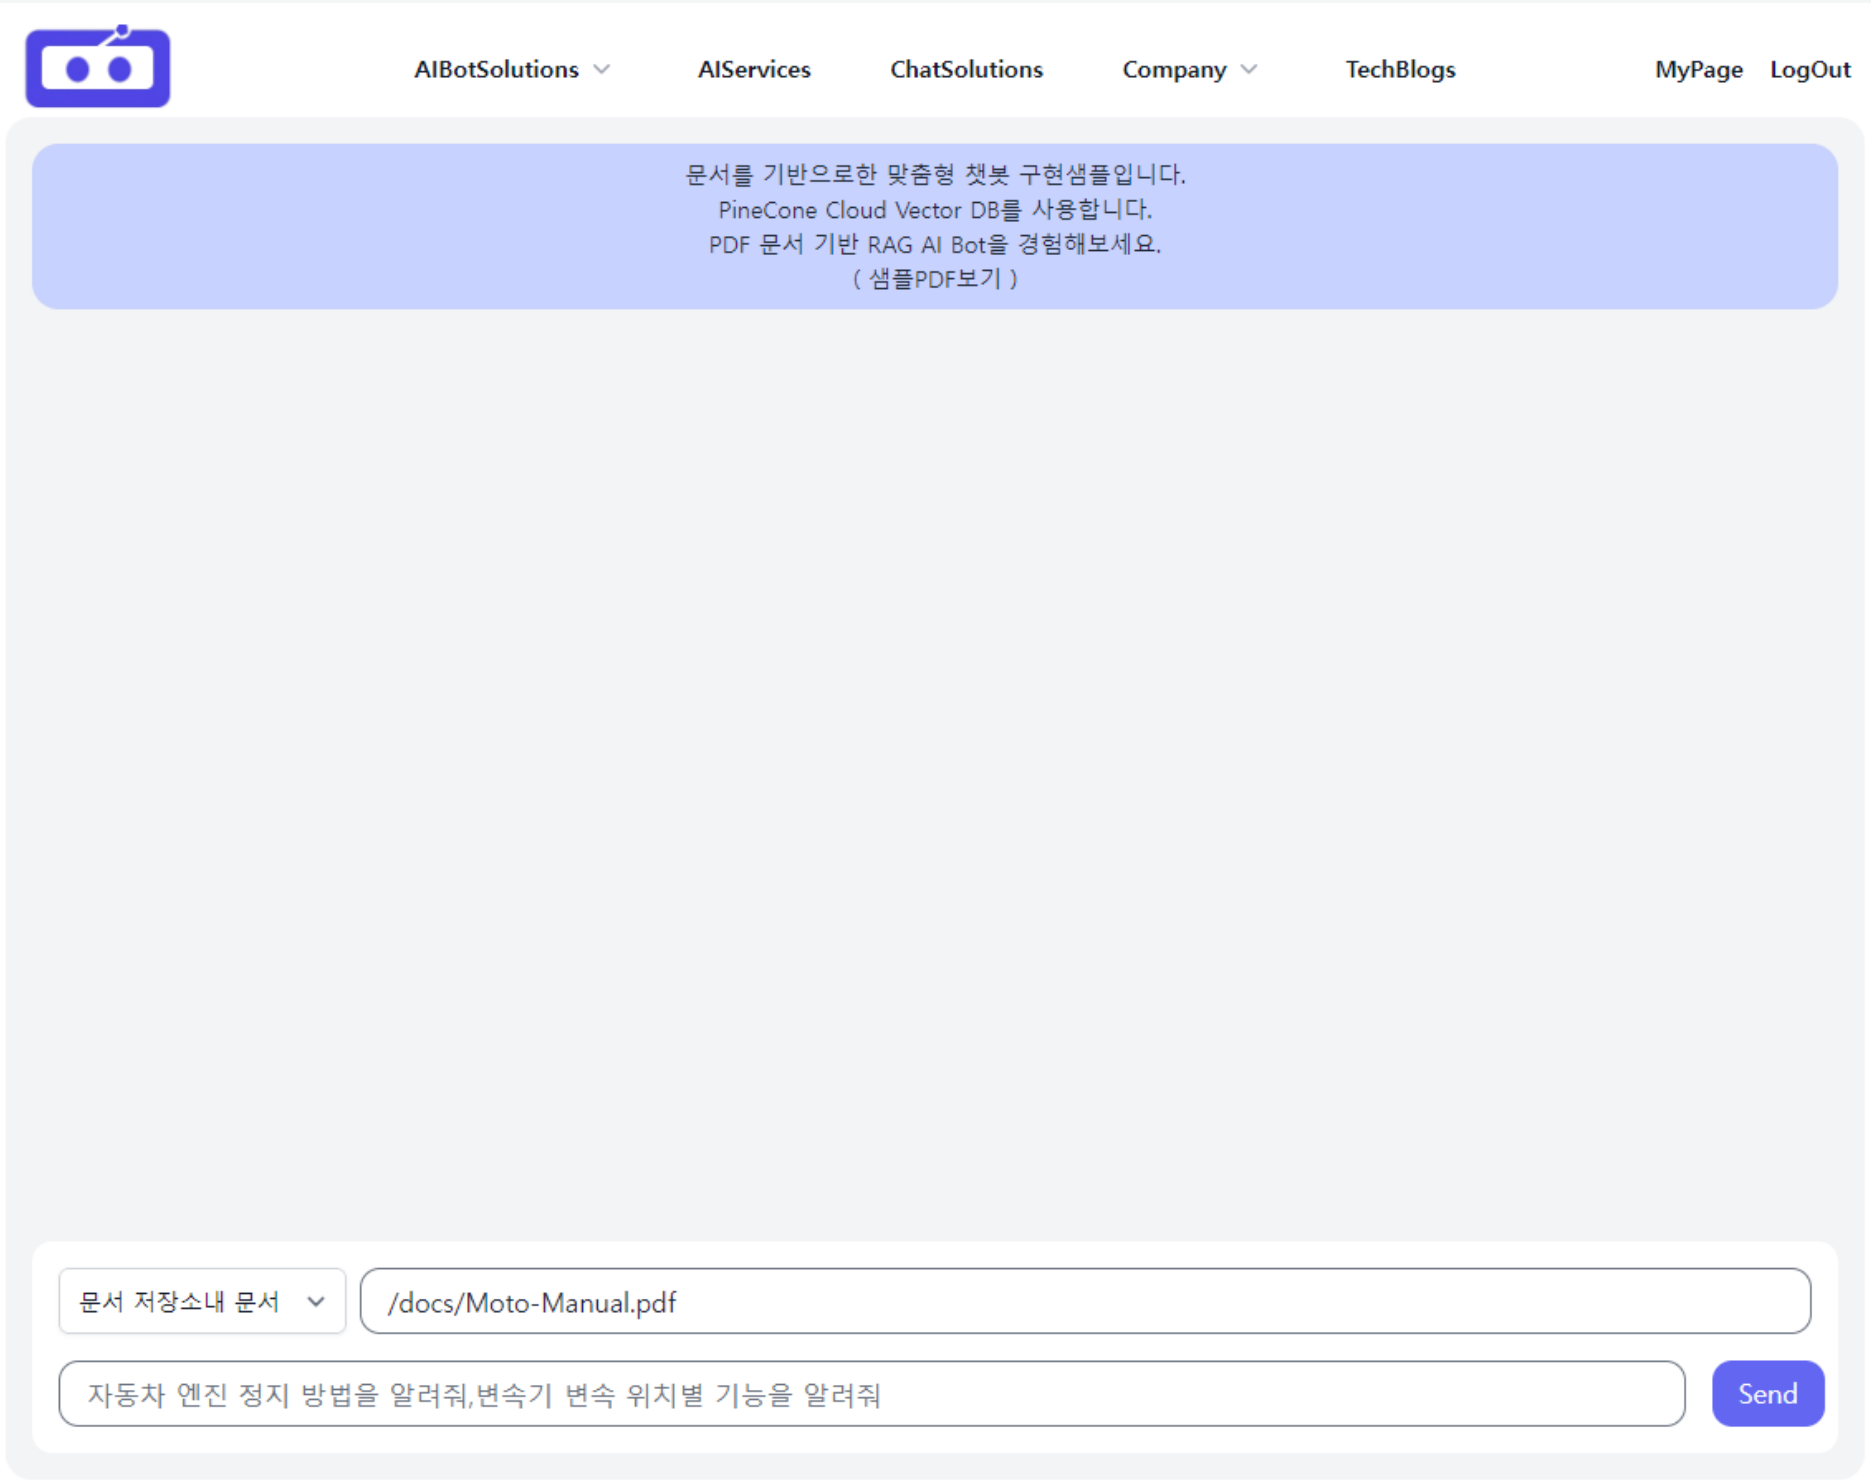 AIBotSolutions
AIServices
ChatSolutions
Company
TechBlogs
MyPage
LogOut
문서를 기반으로한 맞춤형 챗봇 구현샘플입니다.
PineCone Cloud Vector DB를 사용합니다.
PDF 문서 기반 RAG AI Bot을 경험해보세요.
( 샘플PDF보기 )
문서 저장소내 문서
/docs/Moto-Manual.pdf
자동차 엔진 정지 방법을 알려줘,변속기 변속 위치별 기능을 알려줘
Send